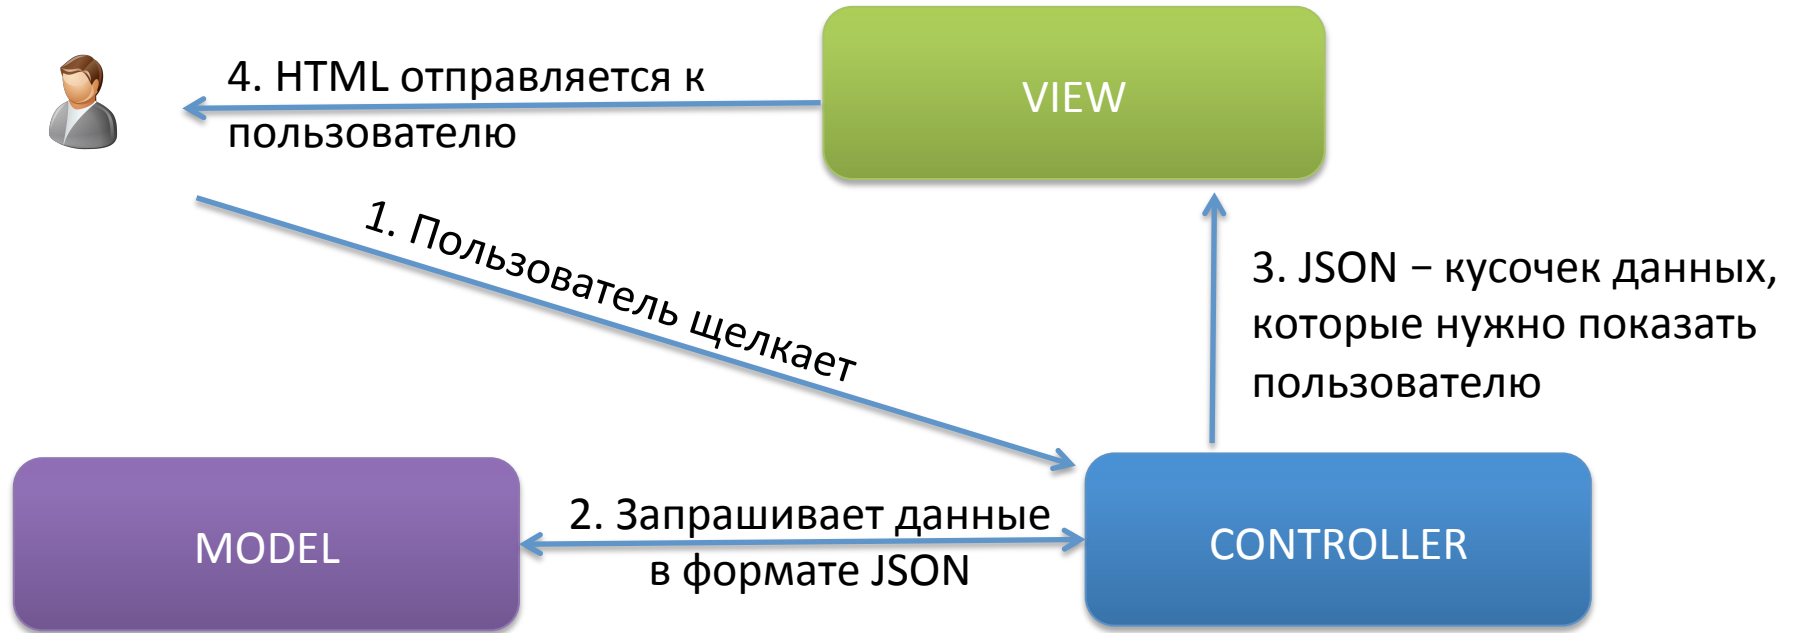 4. HTML отправляется к
пользователю
VIEW
1. Пользователь щелкает
3. JSON – кусочек данных,
которые нужно показать
пользователю
MODEL
2. Запрашивает данные
в формате JSON
CONTROLLER